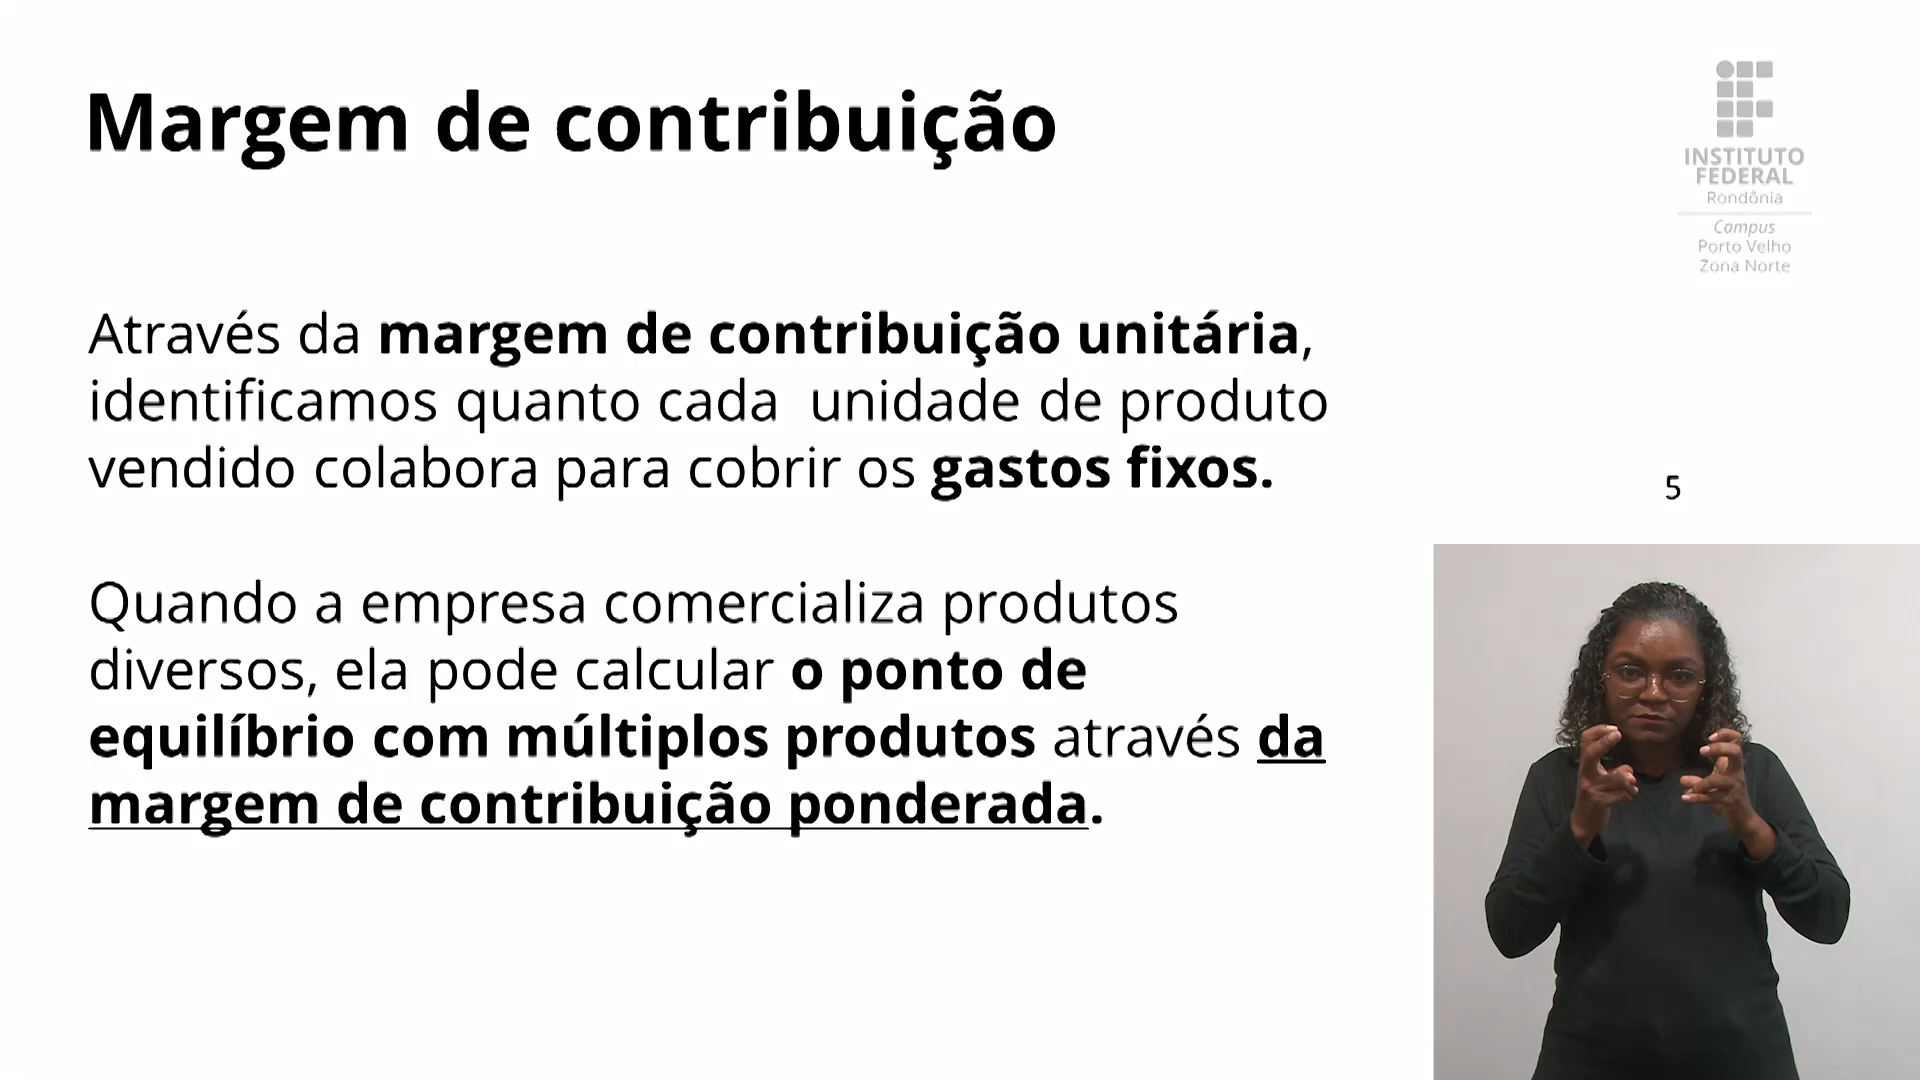 Margem de contribuição
INSTITUTO
FEDERAL
Rondônia
Campus
Porto Velho
Zona Norte
Através da margem de contribuição unitária,
identificamos quanto cada  unidade de produto
vendido colabora para cobrir os gastos fixos.
5
Quando a empresa comercializa produtos
diversos, ela pode calcular o ponto de
equilíbrio com múltiplos produtos através da
margem de contribuição ponderada.